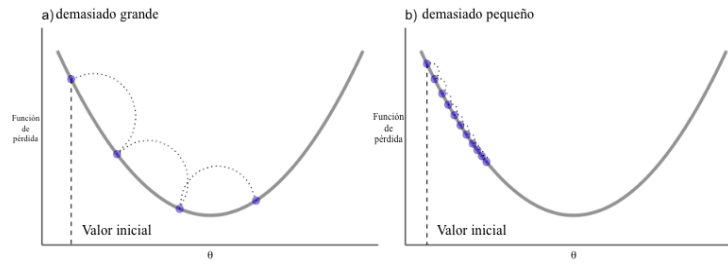 a) demasiado grande
Función
de
pérdida
Valor inicial
θ
b) demasiado pequeño
Función
de
pérdida
Valor inicial
θ